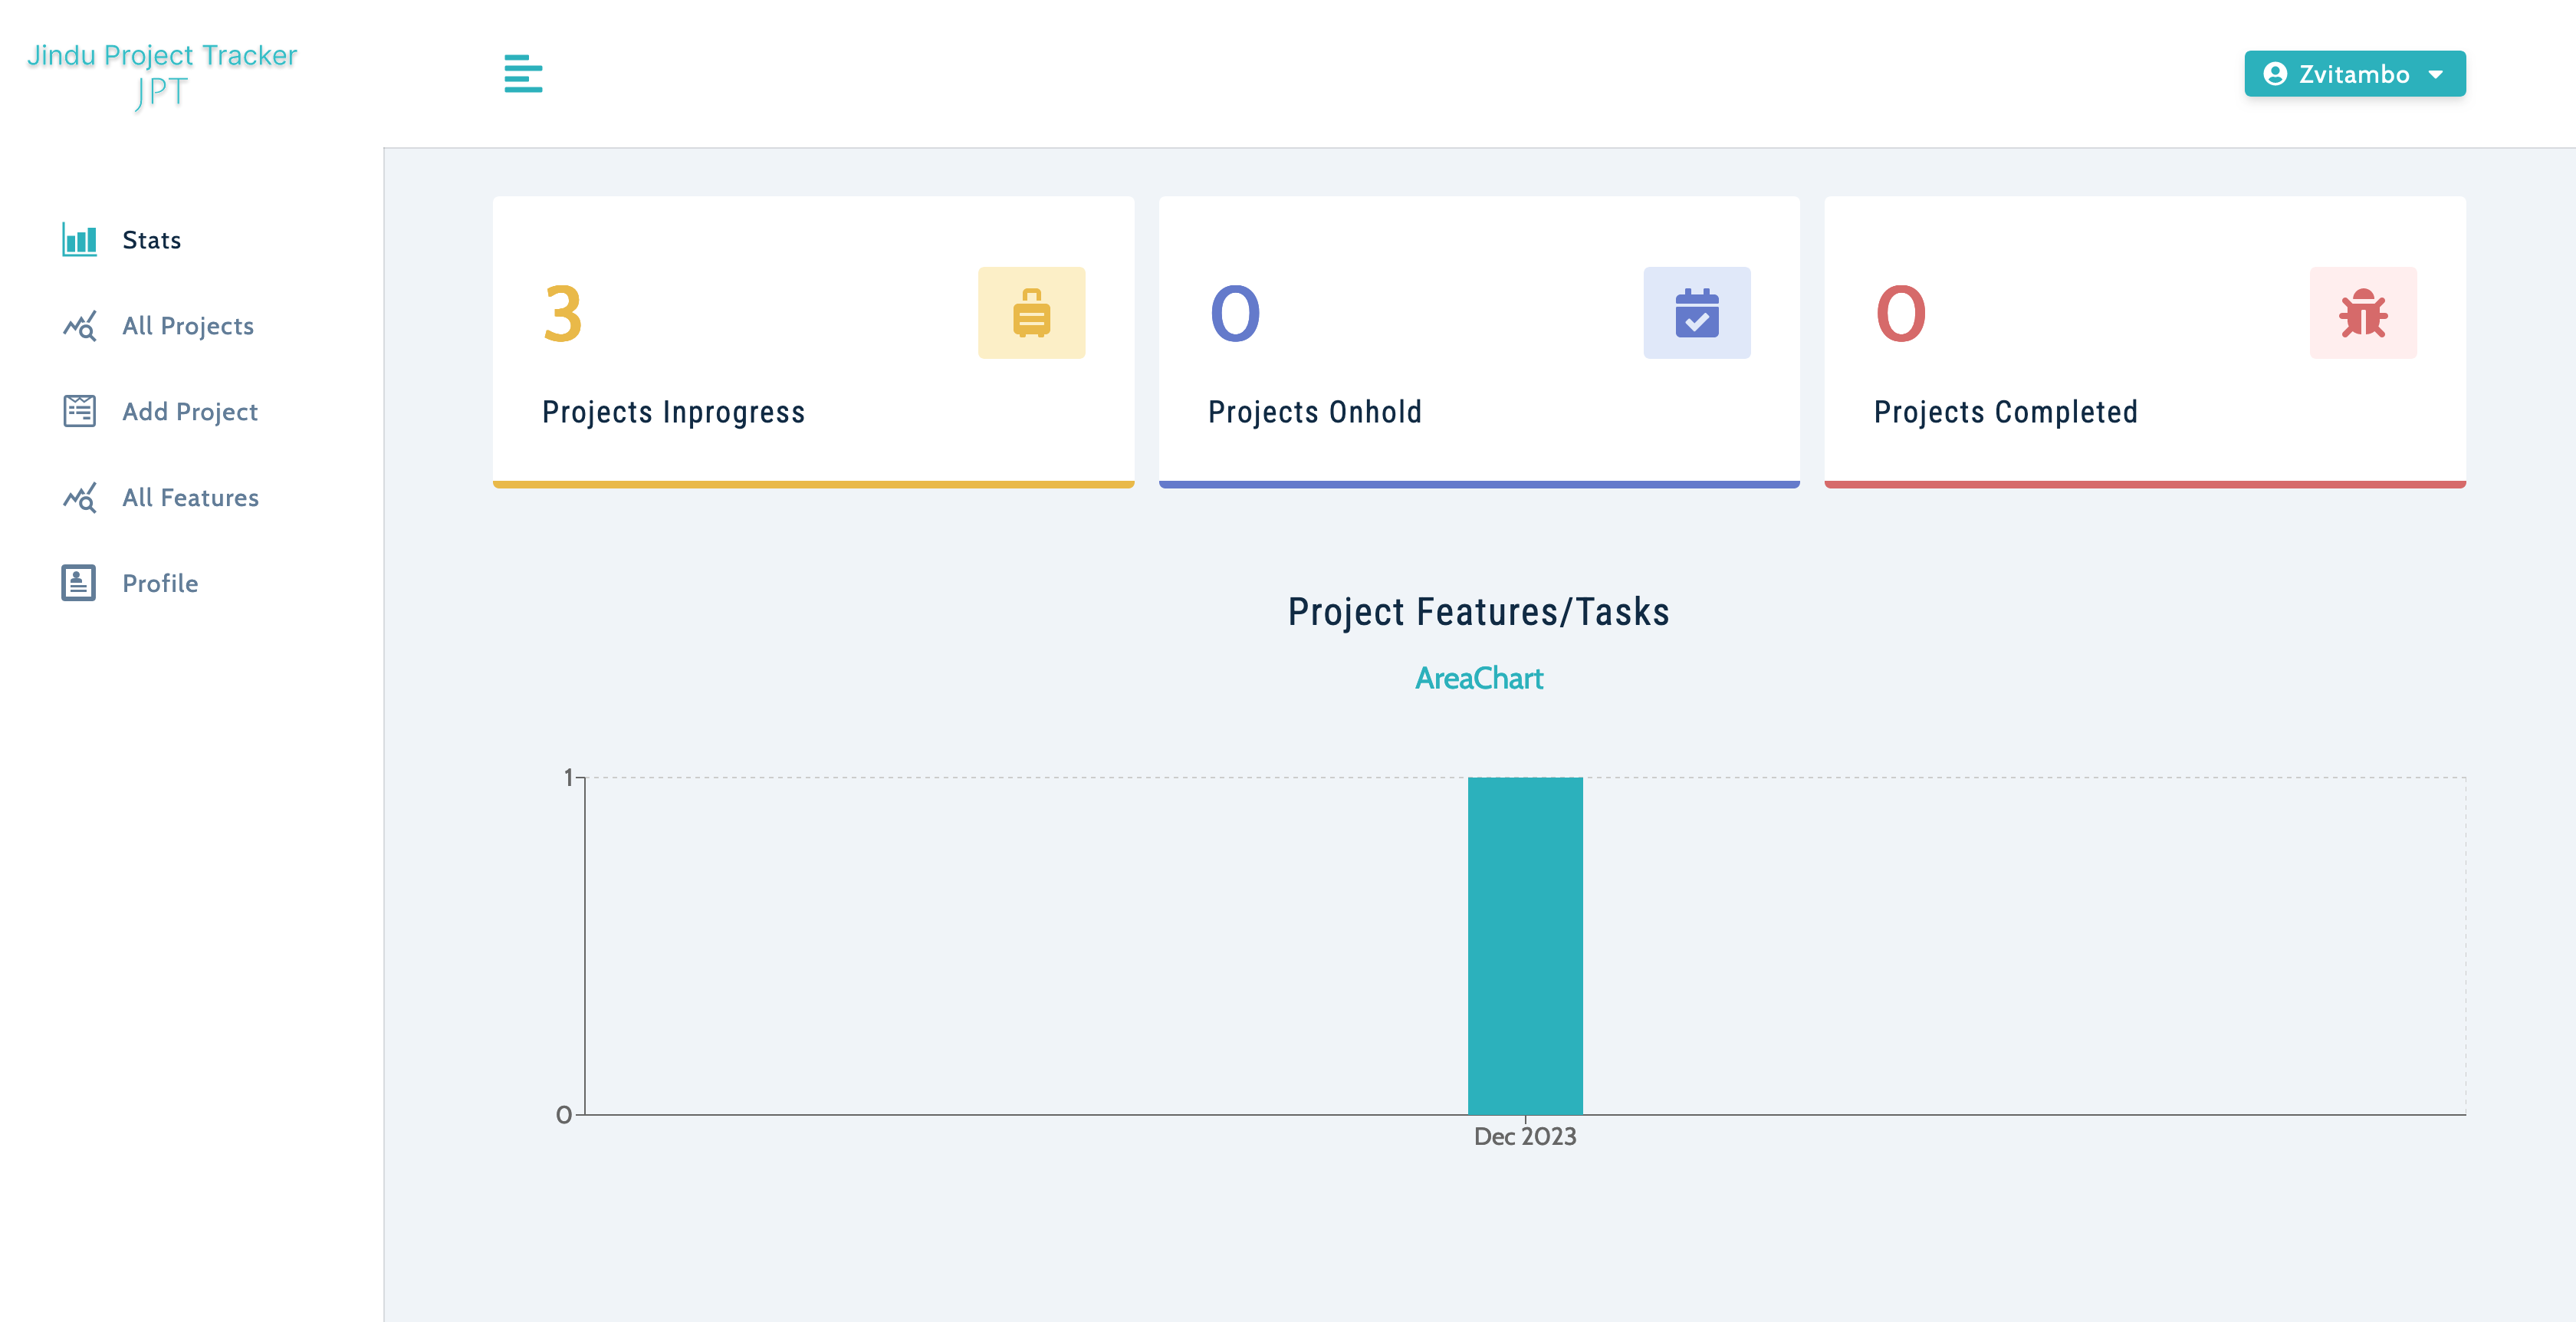 Jindu Project Tracker
JPT
Zvitambo
Stats
All Projects
Add Project
All Features
Profile
3
Projects Inprogress
0
Projects Onhold
0
Projects Completed
Project Features/Tasks
AreaChart
1
0
Dec 2023